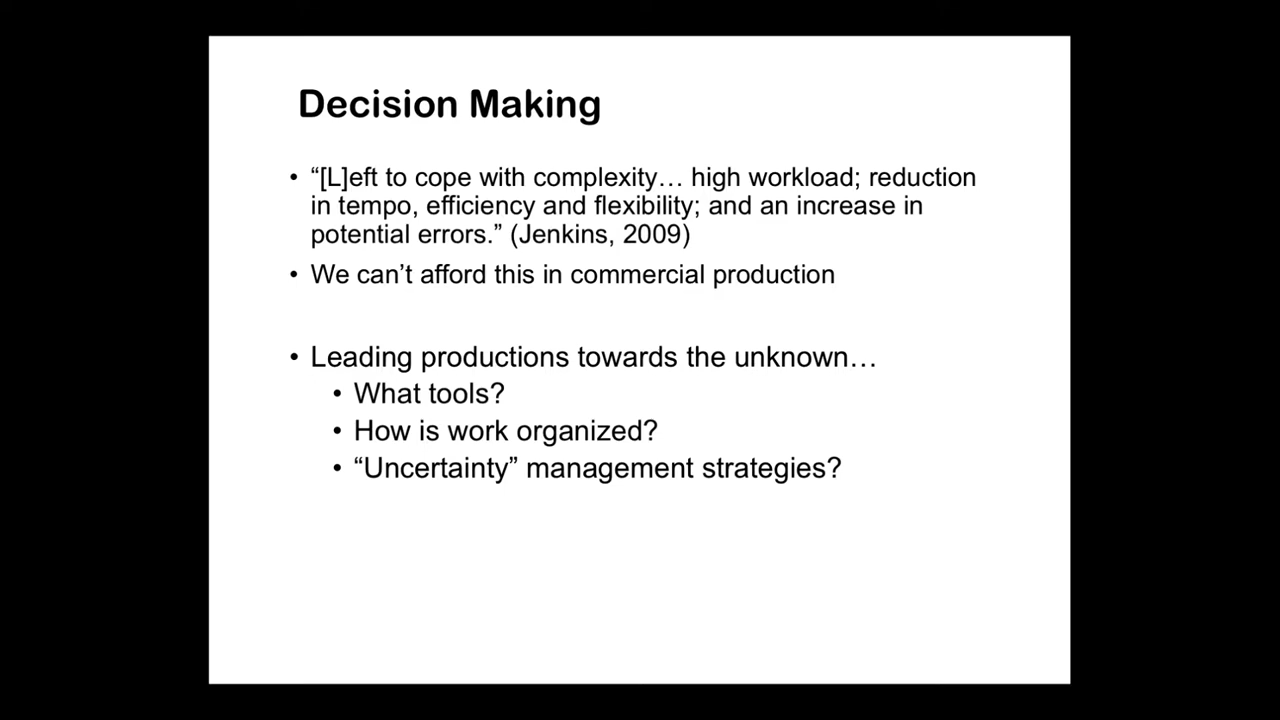 Decision Making
• “[L]eft to cope with complexity… high workload; reduction
in tempo, efficiency and flexibility; and an increase in
potential errors.” (Jenkins, 2009)
• We can’t afford this in commercial production
• Leading productions towards the unknown…
• What tools?
• How is work organized?
• “Uncertainty” management strategies?